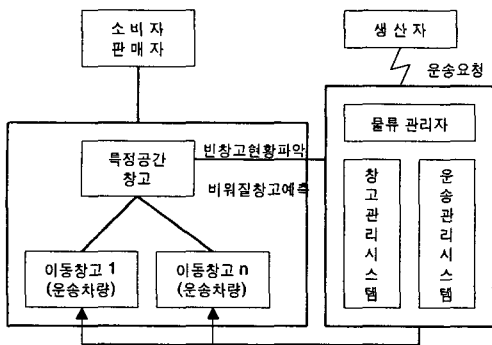 소비자
판매자
생산자
운송요청
물류 관리자
특정공간
창고
빈창고현황파악
비워질창고예측
창고관리시스템
운송관리시스템
이동창고 1
(운송차량)
이동창고 n
(운송차량)